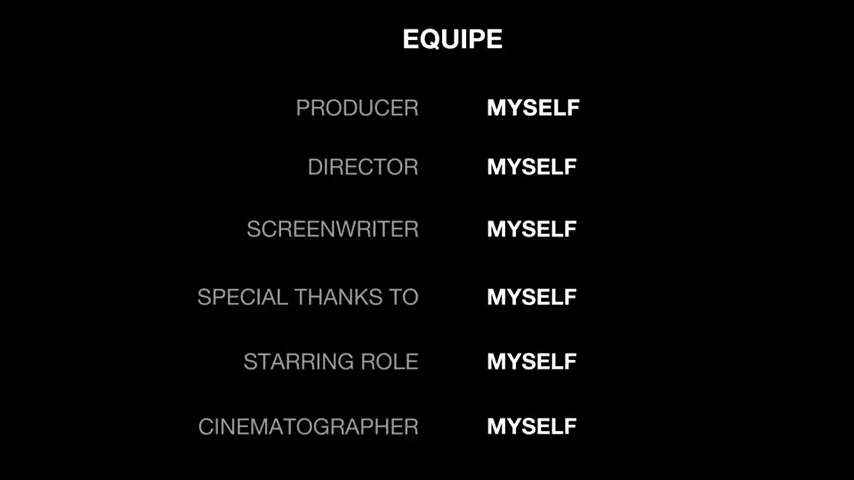 EQUIPE
PRODUCER MYSELF
DIRECTOR MYSELF
SCREENWRITER MYSELF
SPECIAL THANKS TO MYSELF
STARRING ROLE MYSELF
CINEMATOGRAPHER MYSELF